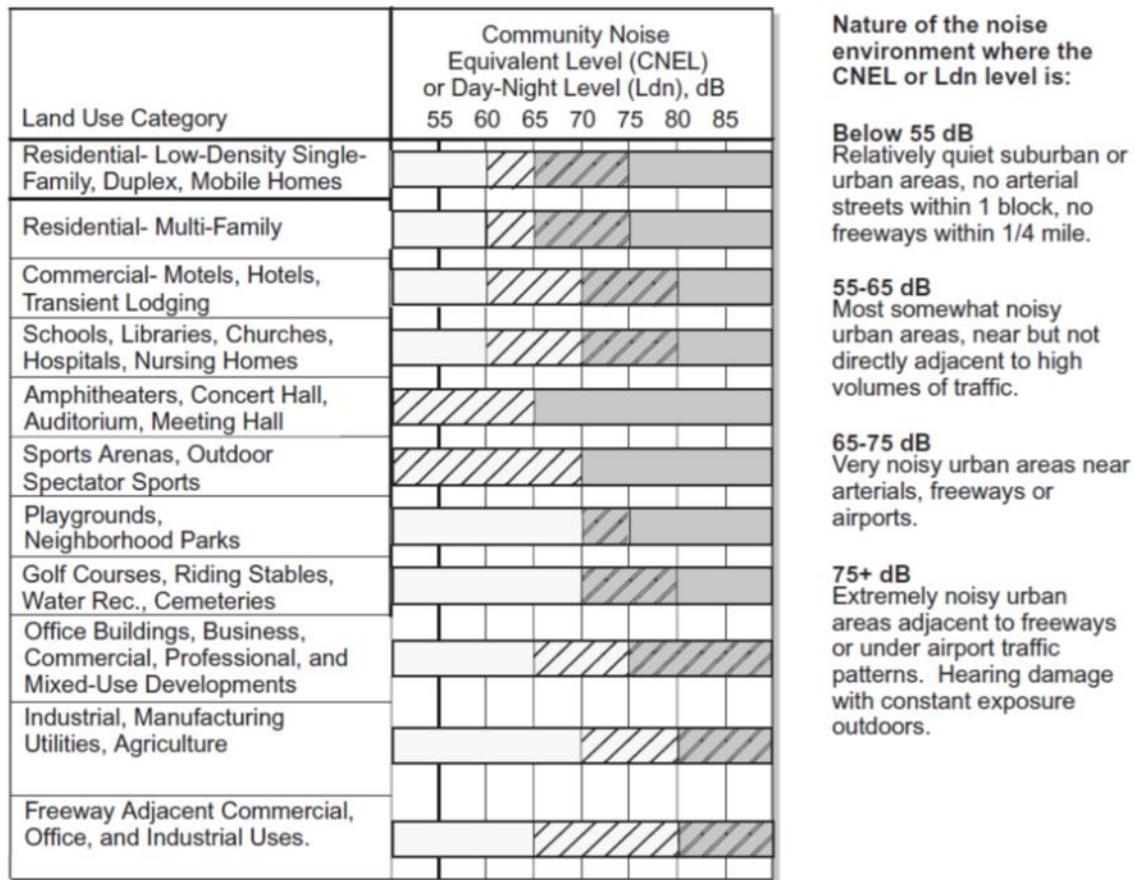 Community Noise
Equivalent Level (CNEL)
or Day-Night Level (Ldn), dB
Land Use Category
55 60 65 70 75 80 85
Residential- Low-Density Single-
Family, Duplex, Mobile Homes
Residential- Multi-Family
Commercial- Motels, Hotels,
Transient Lodging
Schools, Libraries, Churches,
Hospitals, Nursing Homes
Amphitheaters, Concert Hall,
Auditorium, Meeting Hall
Sports Arenas, Outdoor
Spectator Sports
Playgrounds,
Neighborhood Parks
Golf Courses, Riding Stables,
Water Rec., Cemeteries
Office Buildings, Business,
Commercial, Professional, and
Mixed-Use Developments
Industrial, Manufacturing
Utilities, Agriculture
Freeway Adjacent Commercial,
Office, and Industrial Uses.
Nature of the noise
environment where the
CNEL or Ldn level is:
Below 55 dB
Relatively quiet suburban or
urban areas, no arterial
streets within 1 block, no
freeways within 1/4 mile.
55-65 dB
Most somewhat noisy
urban areas, near but not
directly adjacent to high
volumes of traffic.
65-75 dB
Very noisy urban areas near
arterials, freeways or
airports.
75+ dB
Extremely noisy urban
areas adjacent to freeways
or under airport traffic
patterns. Hearing damage
with constant exposure
outdoors.